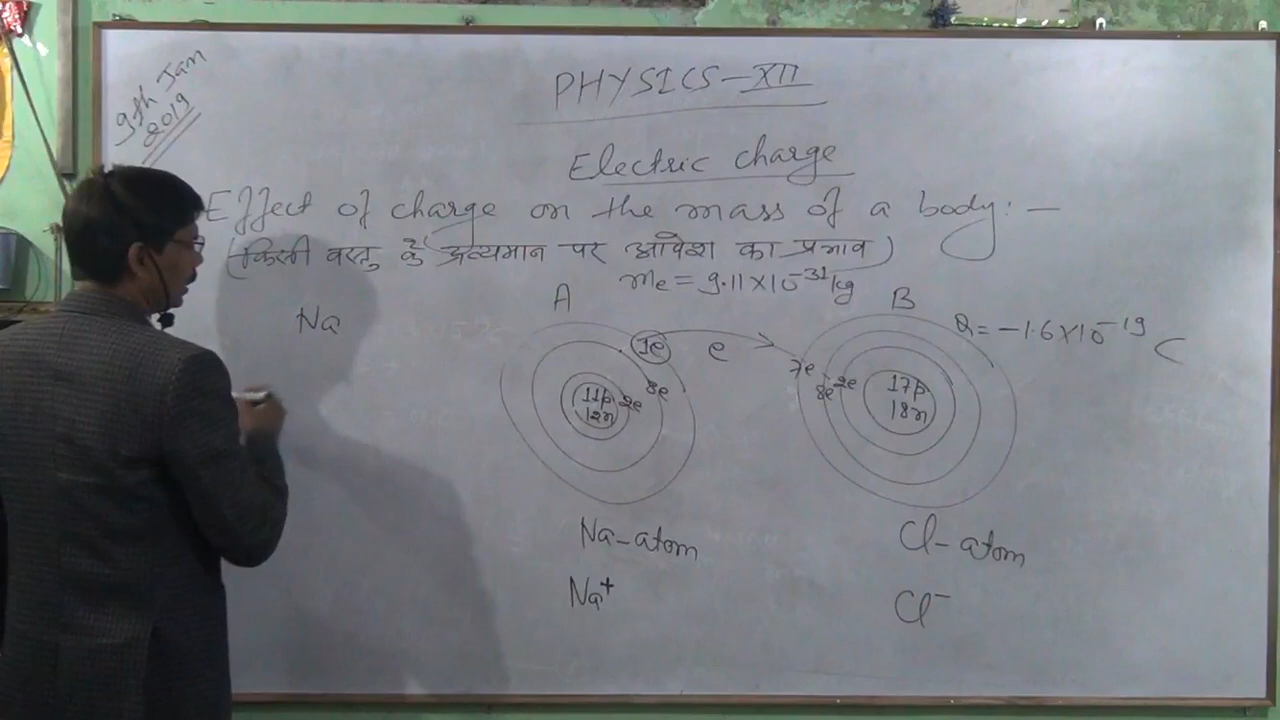 9th Jan
2019
PHYSICS-XII
Electric charge
Effect of charge on the mass of a body:-
(किसी वस्तु के द्रव्यमान पर आवेश का प्रभाव)
me = 9.11×10⁻³¹ kg
Na
A
B
Q = -1.6×10⁻¹⁹ C
1e
e
11p
12n
2e
8e
7e
8e
2e
17p
18n
Na-atom
Cl-atom
Na⁺
Cl⁻